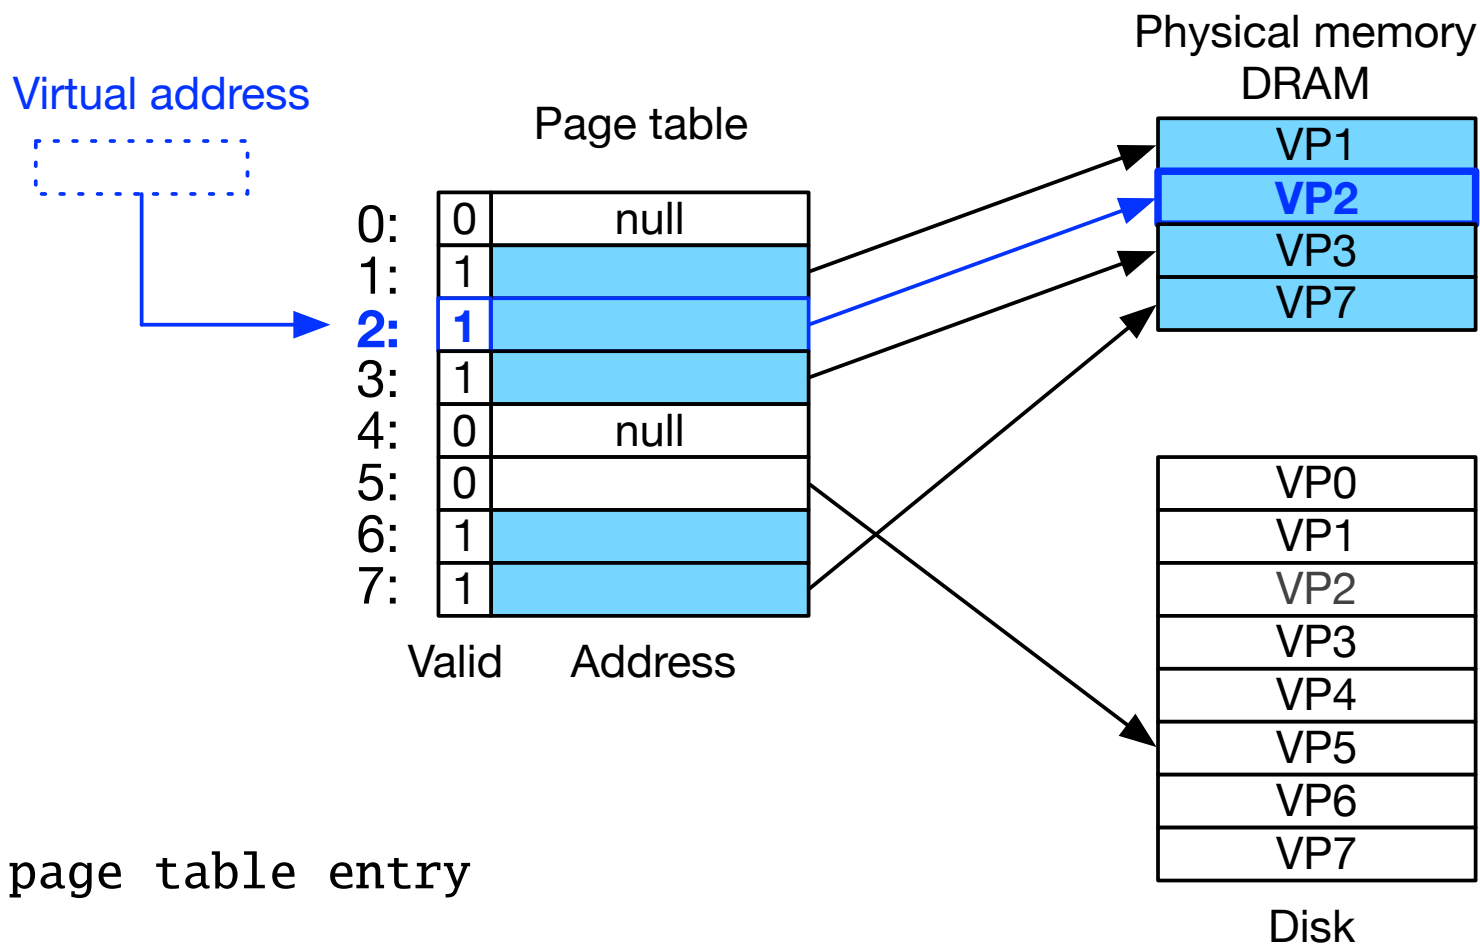 Physical memory
DRAM
Virtual address
Page table
0: 0 null
1: 1
2: 1
3: 1
4: 0 null
5: 0
6: 1
7: 1
Valid Address
VP1
VP2
VP3
VP7
VP0
VP1
VP2
VP3
VP4
VP5
VP6
VP7
Disk
page table entry